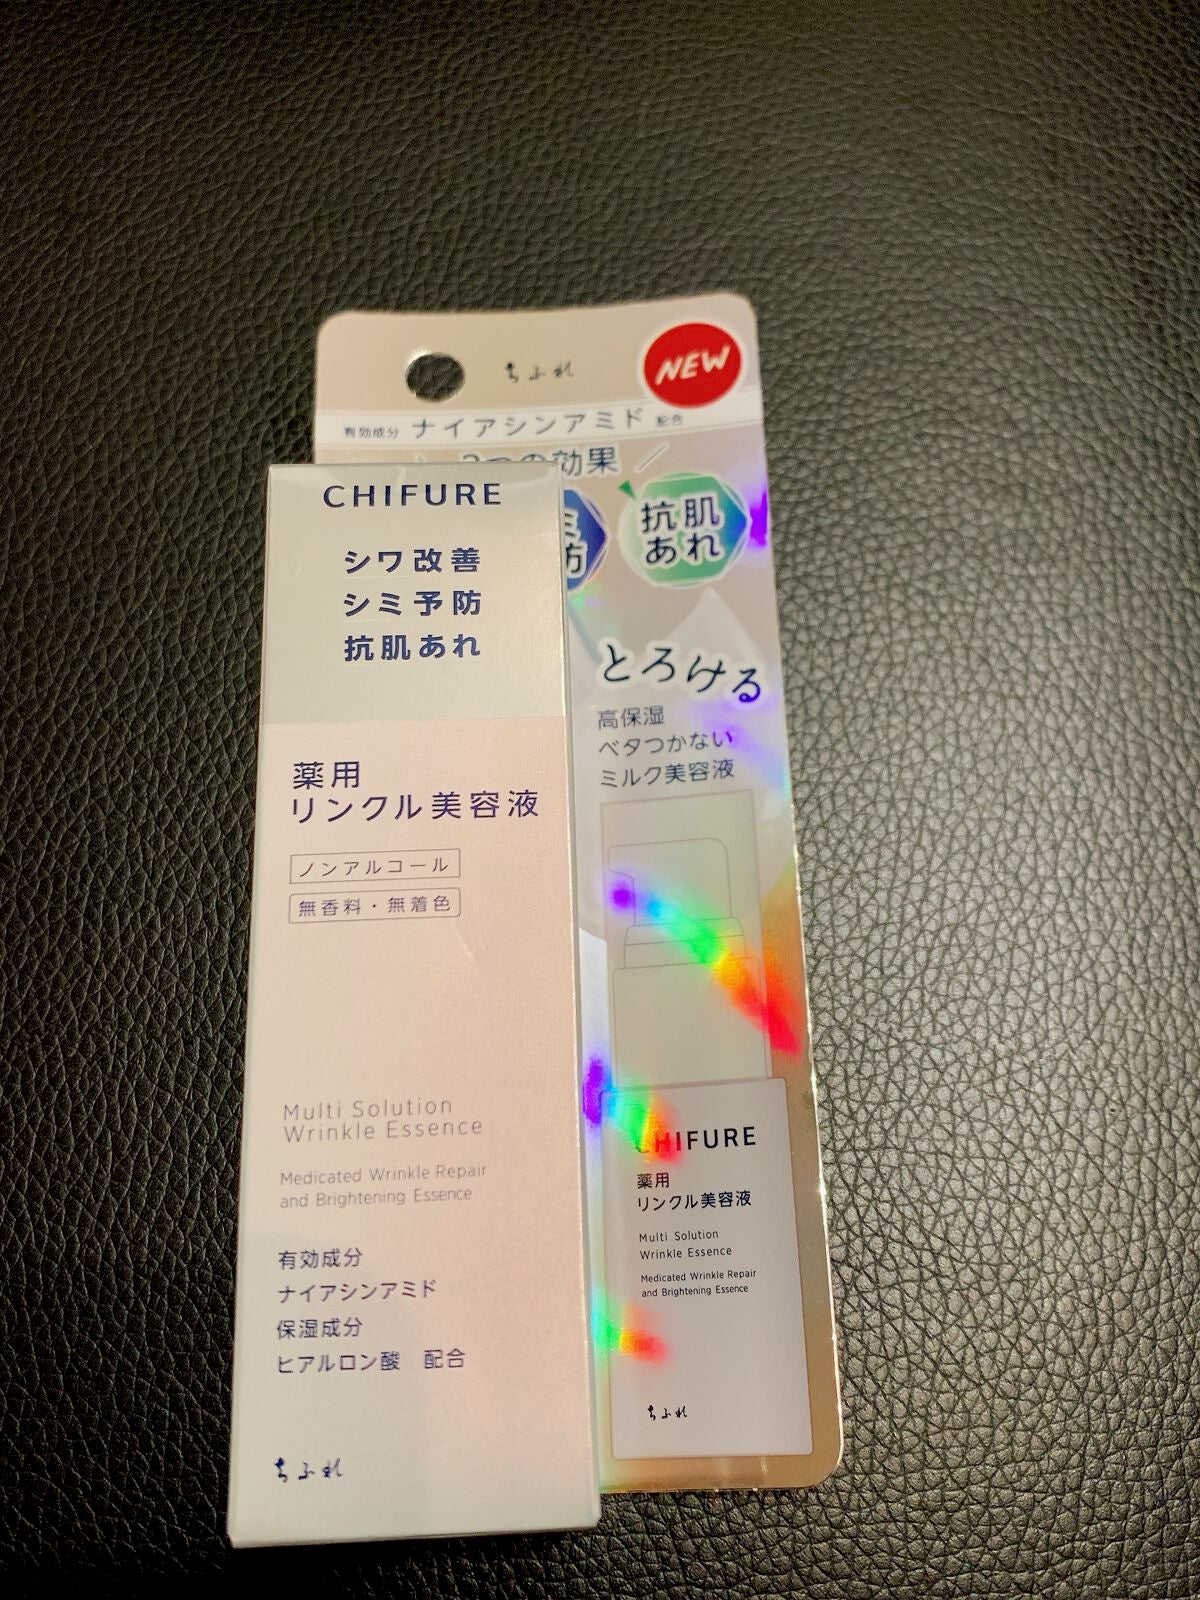 CHIFURE
シワ改善
シミ予防
抗肌あれ
薬用
リンクル美容液
ノンアルコール
無香料・無着色
Multi Solution
Wrinkle Essence
Medicated Wrinkle Repair
and Brightening Essence
有効成分
ナイアシンアミド
保湿成分
ヒアルロン酸 配合
ちふれ
ちふれ
NEW
有効成分 ナイアシンアミド 配合
の効果
抗肌
あれ
とろける
高保湿
ベタつかない
ミルク美容液
CHIFURE
薬用
リンクル美容液
Multi Solution
Wrinkle Essence
Medicated Wrinkle Repair
and Brightening Essence
ちふれ